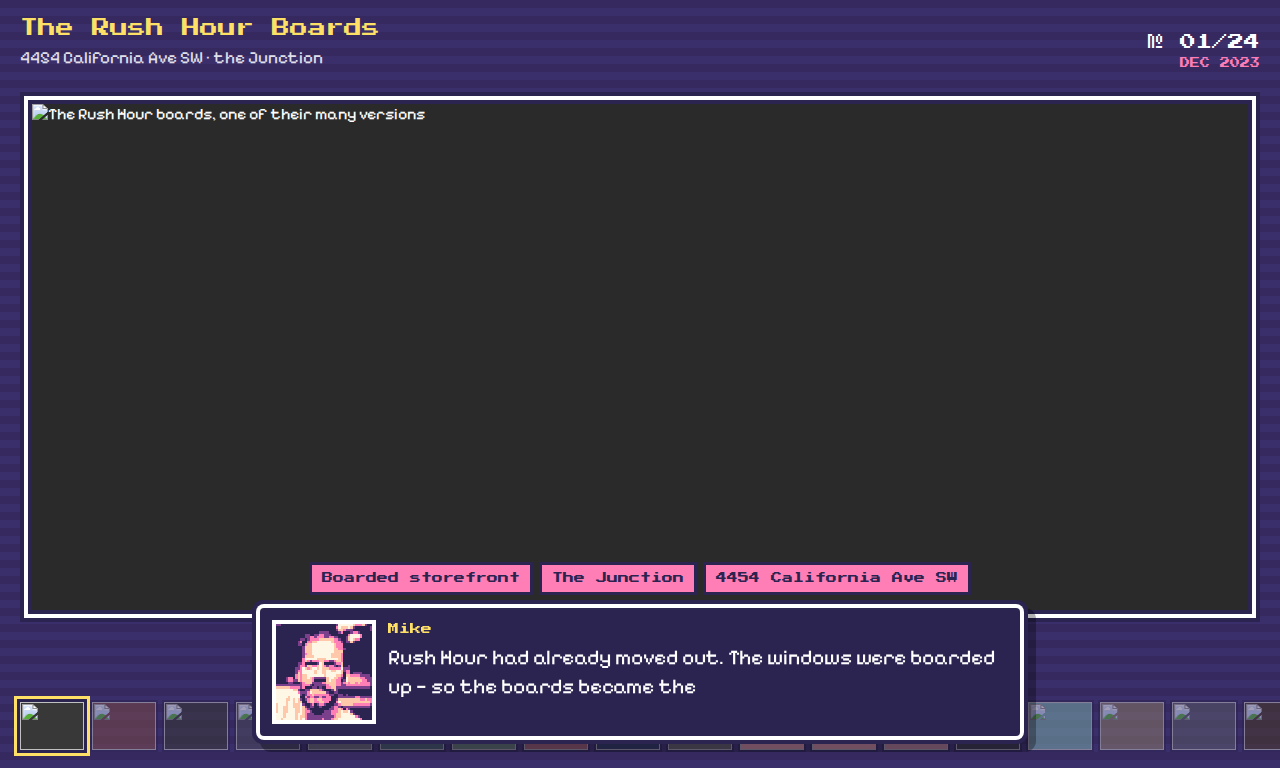 The Rush Hour Boards
4454 California Ave SW · the Junction
№ 01/24
DEC 2023
The Rush Hour boards, one of their many versions
Boarded storefront
The Junction
4454 California Ave SW
Mike
Rush Hour had already moved out. The windows were boarded
up - so the boards became the